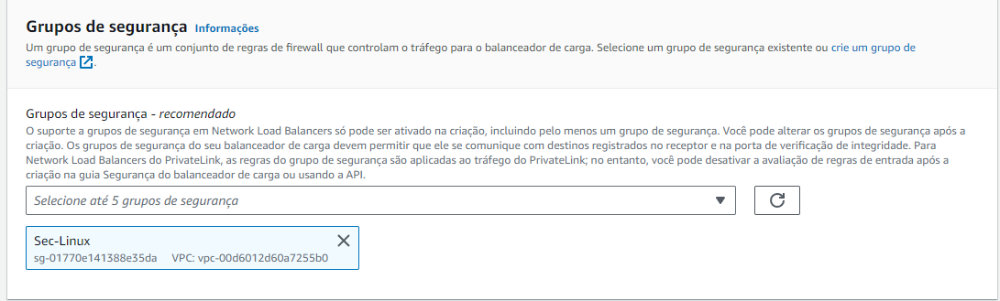 Grupos de segurança Informações
Um grupo de segurança é um conjunto de regras de firewall que controlam o tráfego para o balanceador de carga. Selecione um grupo de segurança existente ou crie um grupo de
segurança.
Grupos de segurança - recomendado
O suporte a grupos de segurança em Network Load Balancers só pode ser ativado na criação, incluindo pelo menos um grupo de segurança. Você pode alterar os grupos de segurança após a
criação. Os grupos de segurança do seu balanceador de carga devem permitir que ele se comunique com destinos registrados no receptor e na porta de verificação de integridade. Para
Network Load Balancers do PrivateLink, as regras do grupo de segurança são aplicadas ao tráfego do PrivateLink; no entanto, você pode desativar a avaliação de regras de entrada após a
criação na guia Segurança do balanceador de carga ou usando a API.
Selecione até 5 grupos de segurança
Sec-Linux
sg-01770e141388e35da VPC: vpc-00d6012d60a7255b0